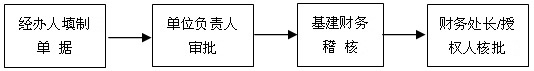 经办人填制
单 据
单位负责人
审批
基建财务
稽 核
财务处长/授
权人核批